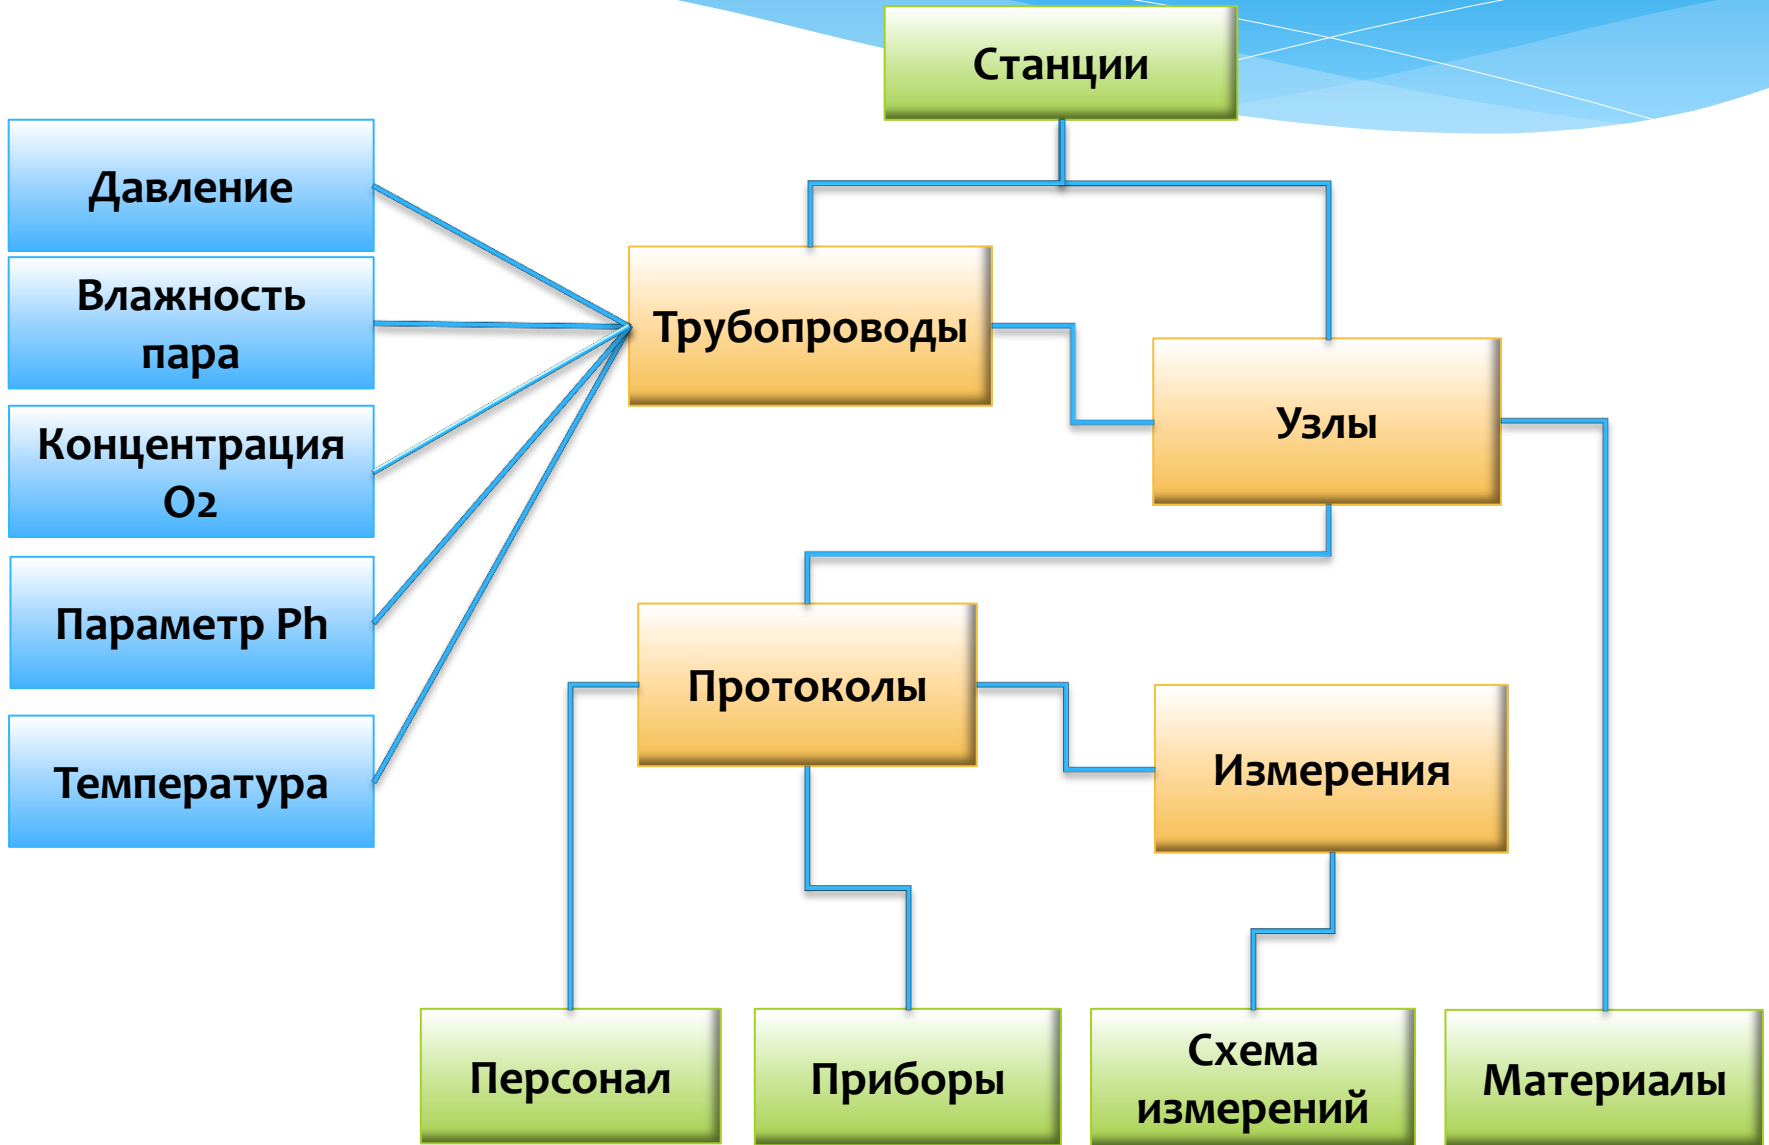 Станции
Давление
Влажность
пара
Концентрация
O2
Параметр Ph
Температура
Трубопроводы
Узлы
Протоколы
Измерения
Персонал
Приборы
Схема
измерений
Материалы